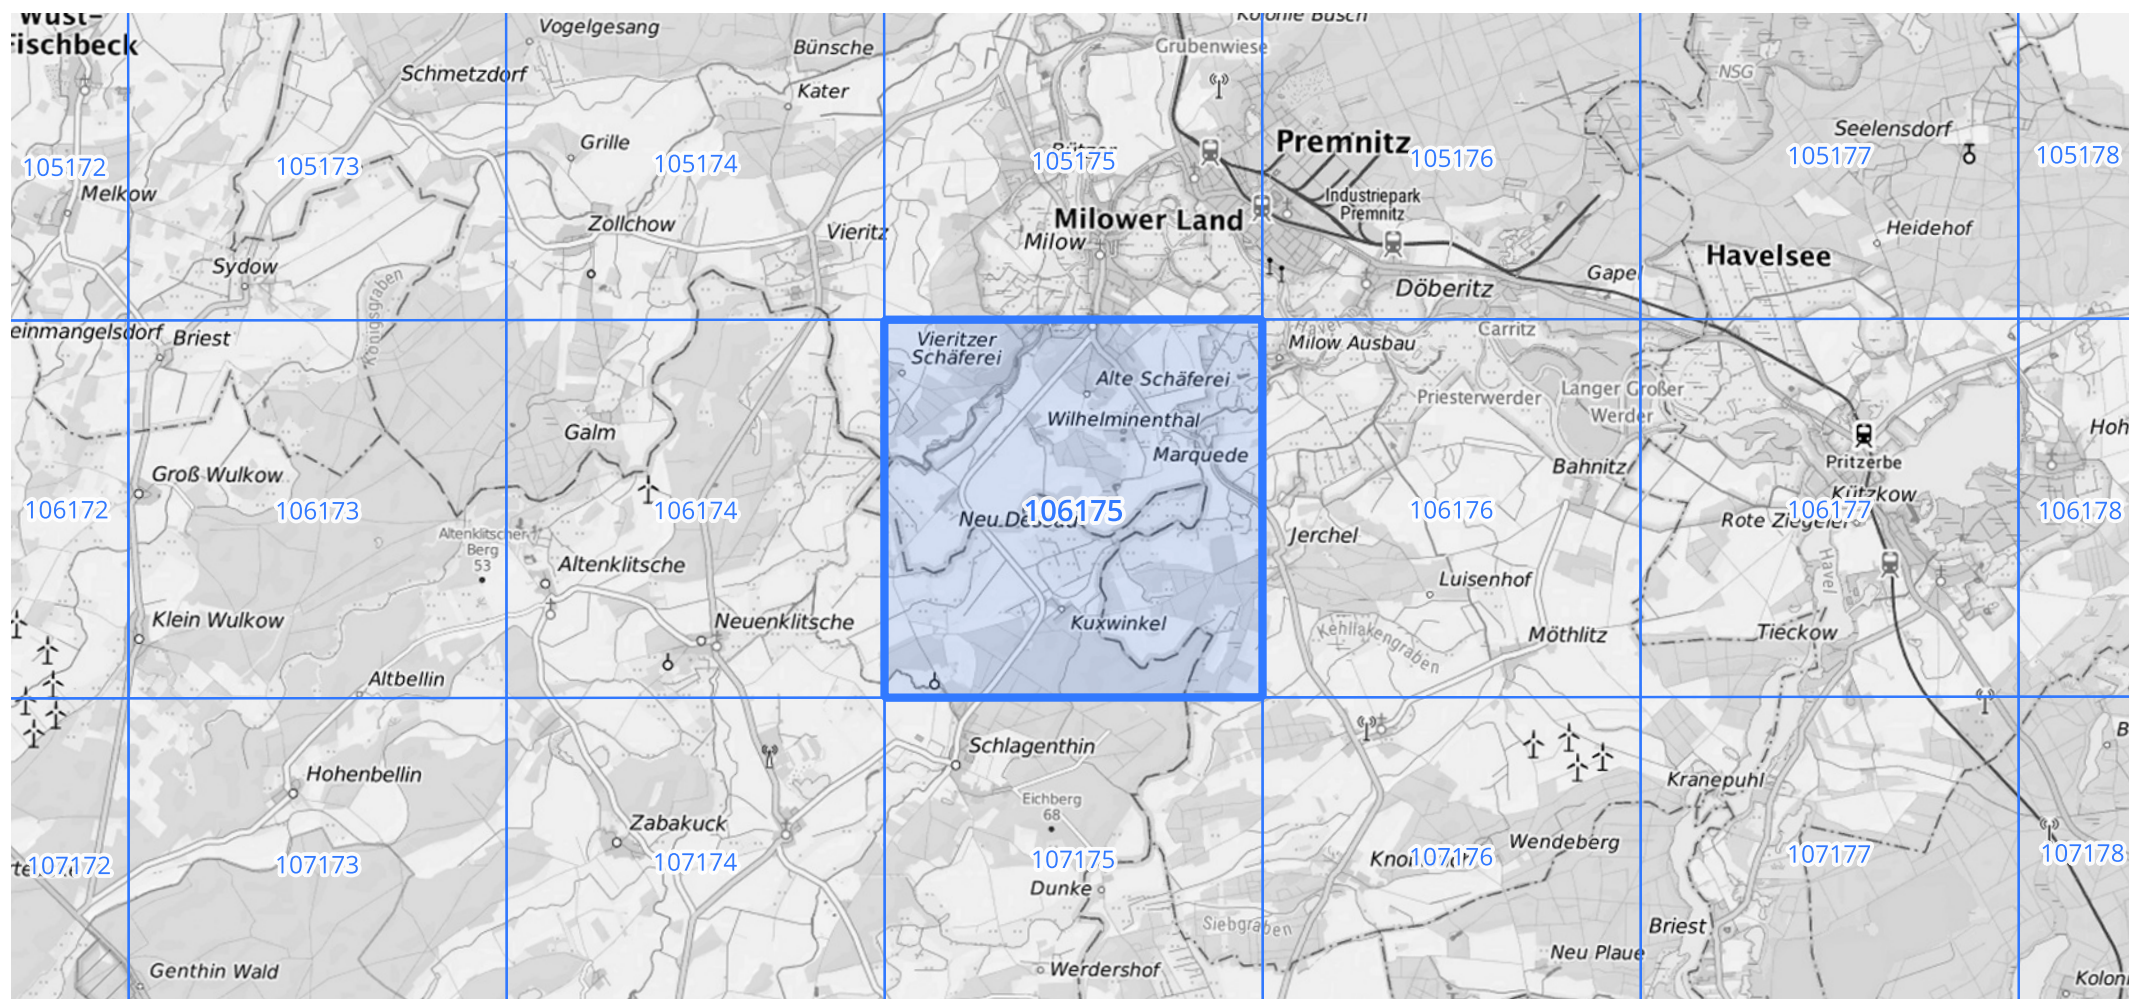 Wust-
Fischbeck
Vogelgesang
Bünsche
Kolonie Busch
Grubenwiese
Schmetzdorf
Kater
NSG
Grille
Premnitz
Seelensdorf
105172
105173
105174
105175
105176
105177
105178
Melkow
Industriepark
Premnitz
Zollchow
Vieritz
Milower Land
Milow
Heidehof
Havelsee
Sydow
Königsgraben
Döberitz
Gapel
einmangelsdorf
Briest
Vieritzer
Schäferei
Havel
Garritz
Milow Ausbau
Alte Schäferei
Priesterwerder
Langer Großer
Werder
Wilhelminenthal
Galm
Marquede
Hoh
Pritzerbe
Bahnitz
Groß Wulkow
Kützkow
106172
106173
106174
106175
106176
106177
106178
Rote Ziegelei
Altenklitscher
Berg
53
Jerchel
Altenklitsche
Luisenhof
Havel
Klein Wulkow
Neuenklitsche
Kuxwinkel
Kehllakengraben
Möthlitz
Tieckow
Altbellin
Schlagenthin
B
Hohenbellin
Kranepuhl
Eichberg
68
Zabakuck
Wendeberg
107172
107173
107174
107175
107176
107177
107178
Dunke
Siebgraben
Briest
Genthin Wald
Werdershof
Neu Plaue
Kolon